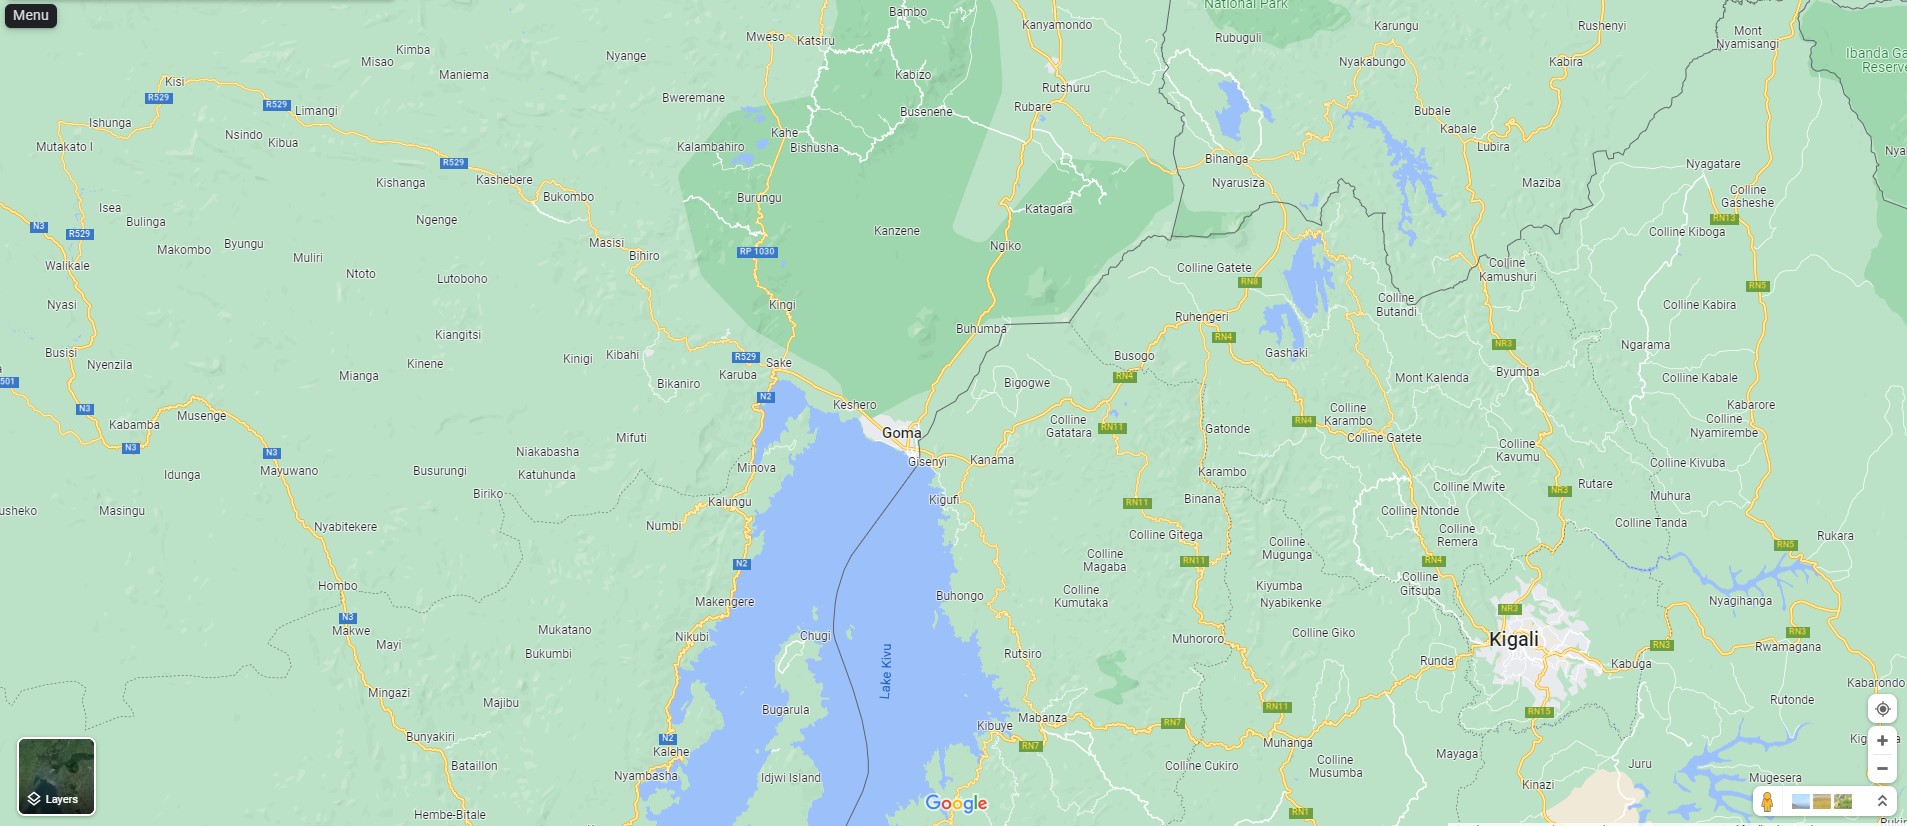 Menu
National Park
Bambo
Kanyamondo
Karungu
Rushenyi
Mont
Nyamisangi
Mweso
Katsiru
Rubuguli
Kimba
Misao
Nyange
Nyakabungo
Kabira
Maniema
Kabizo
Kisi
Rutshuru
R529
Bweremane
Rubare
R529
Limangi
Busenene
Bubale
Ishunga
Kabale
Nsindo
Kibua
Kahe
Mutakato I
Kalambahiro
Bishusha
Lubira
R529
Bihanga
Nyagatare
Kishanga
Kashebere
Nyarusiza
Maziba
Bukombo
Burungu
Colline
Gasheshe
Isea
Bulinga
Ngenge
Katagara
RN13
N3
R529
Makombo
Byungu
Masisi
Kanzene
Ngiko
Colline Kiboga
Walikale
Muliri
Bihiro
RP 1030
Colline Gatete
Colline
Kamushuri
Ntoto
Lutoboho
RN8
RN5
Nyasi
Kingi
Colline
Butandi
Colline Kabira
Kiangitsi
Buhumba
Ruhengeri
RN4
NR3
Ngarama
Busisi
Nyenzila
Kinene
Kinigi
Kibahi
R529
Sake
Busogo
Gashaki
Mianga
Karuba
Bikaniro
Bigogwe
RN4
Mont Kalenda
Byumba
Colline Kabale
501
N3
N2
Keshero
Colline
Karambo
Kabarore
Musenge
Kabamba
Goma
Colline
Gatatara
RN11
Gatonde
RN4
Colline
Nyamirembe
N3
N3
Mifuti
Colline Gatete
Colline
Kavumu
Niakabasha
Gisenyi
Kanama
Idunga
Mayuwano
Busurungi
Katuhunda
Minova
Karambo
Colline Kivuba
Biriko
Kalungu
Kigufi
RN11
Binana
Colline Mwite
NR3
Rutare
Muhura
Masingu
Nyabitekere
Numbi
Colline Ntonde
Colline Tanda
Colline Gitega
Colline
Remera
Rukara
Colline
Mugunga
RN5
N2
Colline
Magaba
RN11
RN4
Hombo
Kiyumba
Colline
Gitsuba
Makengere
Buhongo
Colline
Kumutaka
Nyabikenke
NR3
Nyagihanga
N3
Makwe
Mukatano
Nikubi
Chugi
Muhororo
Colline Giko
Kigali
RN3
RN3
Mayi
Bukumbi
Lake Kivu
Rutsiro
Runda
Kabuga
Rwamagana
Mingazi
Majibu
Bugarula
Kabarondo
Rutonde
Kibuye
Mabanza
RN7
RN11
RN15
Bunyakiri
N2
Kalehe
RN7
Muhanga
Mayaga
Juru
Bataillon
Nyambasha
Idjwi Island
Colline Cukiro
Colline
Musumba
Kinazi
Mugesera
Layers
Google
Hembe-Bitale
RN1